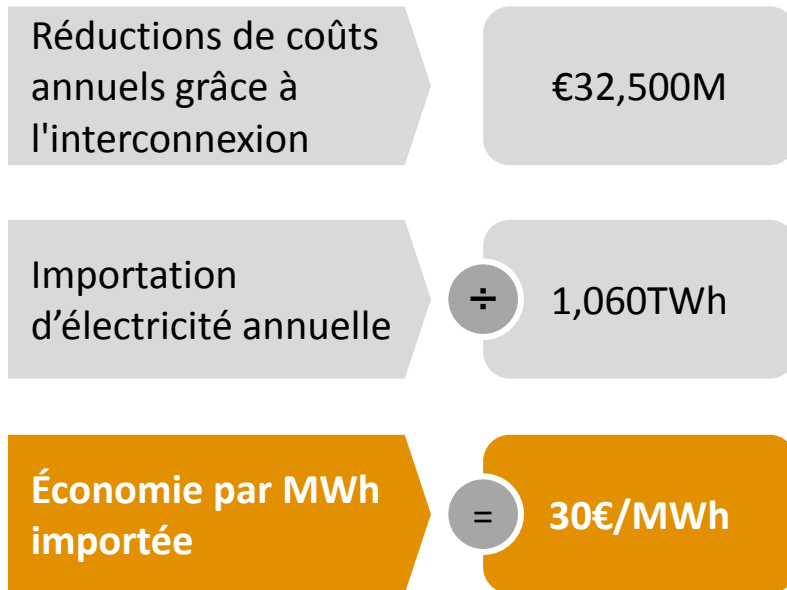 Réductions de coûts
annuels grâce à
l'interconnexion
€32,500M
Importation
d’électricité annuelle
÷
1,060TWh
Économie par MWh
importée
=
30€/MWh